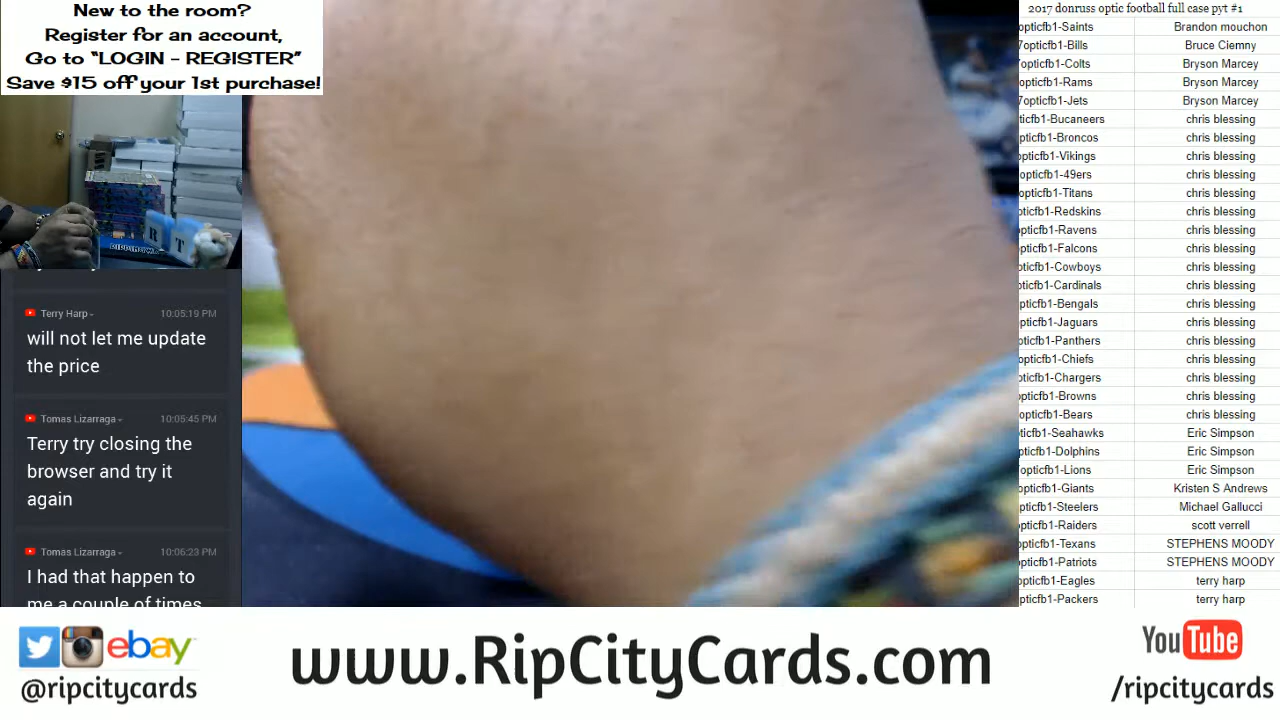 New to the room?
Register for an account,
Go to “LOGIN – REGISTER”
Save $15 off your 1st purchase!
R T
Terry Harp 10:05:19 PM
will not let me update
the price
Tomas Lizarraga 10:05:45 PM
Terry try closing the
browser and try it
again
Tomas Lizarraga 10:06:23 PM
I had that happen to
me a couple of times
2017 donruss optic football full case pyt #1
opticfb1-Saints Brandon mouchon
7opticfb1-Bills Bruce Ciemny
7opticfb1-Colts Bryson Marcey
opticfb1-Rams Bryson Marcey
7opticfb1-Jets Bryson Marcey
opticfb1-Bucaneers chris blessing
opticfb1-Broncos chris blessing
opticfb1-Vikings chris blessing
opticfb1-49ers chris blessing
opticfb1-Titans chris blessing
opticfb1-Redskins chris blessing
opticfb1-Ravens chris blessing
opticfb1-Falcons chris blessing
opticfb1-Cowboys chris blessing
opticfb1-Cardinals chris blessing
opticfb1-Bengals chris blessing
opticfb1-Jaguars chris blessing
opticfb1-Panthers chris blessing
opticfb1-Chiefs chris blessing
opticfb1-Chargers chris blessing
opticfb1-Browns chris blessing
opticfb1-Bears chris blessing
pticfb1-Seahawks Eric Simpson
opticfb1-Dolphins Eric Simpson
7opticfb1-Lions Eric Simpson
opticfb1-Giants Kristen S Andrews
opticfb1-Steelers Michael Gallucci
opticfb1-Raiders scott verrell
opticfb1-Texans STEPHENS MOODY
opticfb1-Patriots STEPHENS MOODY
opticfb1-Eagles terry harp
opticfb1-Packers terry harp
ebay
@ripcitycards
www.RipCityCards.com
YouTube
/ripcitycards